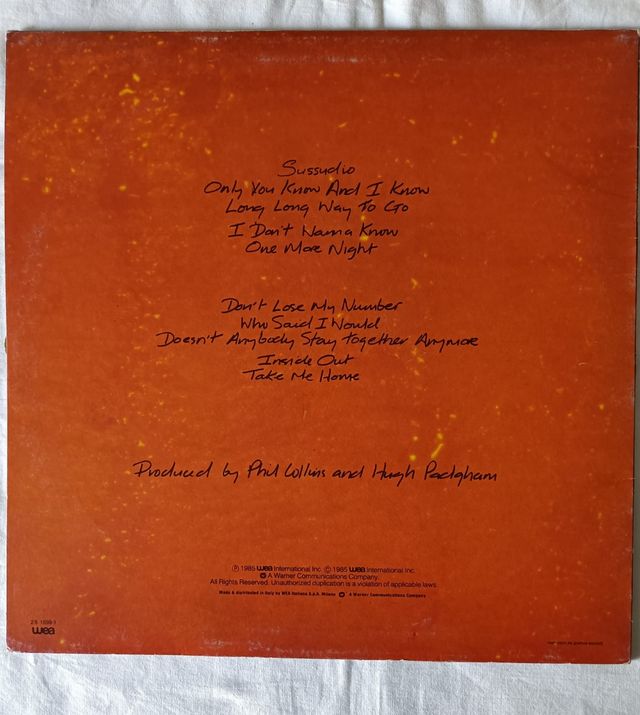 Sussudio
Only You Know And I Know
Long Long Way To Go
I Don't Wanna Know
One More Night
Don't Lose My Number
Who Said I Would
Doesn't Anybody Stay Together Anymore
Inside Out
Take Me Home
Produced by Phil Collins and Hugh Padgham
℗ 1985 wea International Inc. © 1985 wea International Inc.
A Warner Communications Company.
All Rights Reserved. Unauthorized duplication is a violation of applicable laws.
Made & distributed in Italy by WEA Italiana S.p.A. Milano A Warner Communications Company
wea